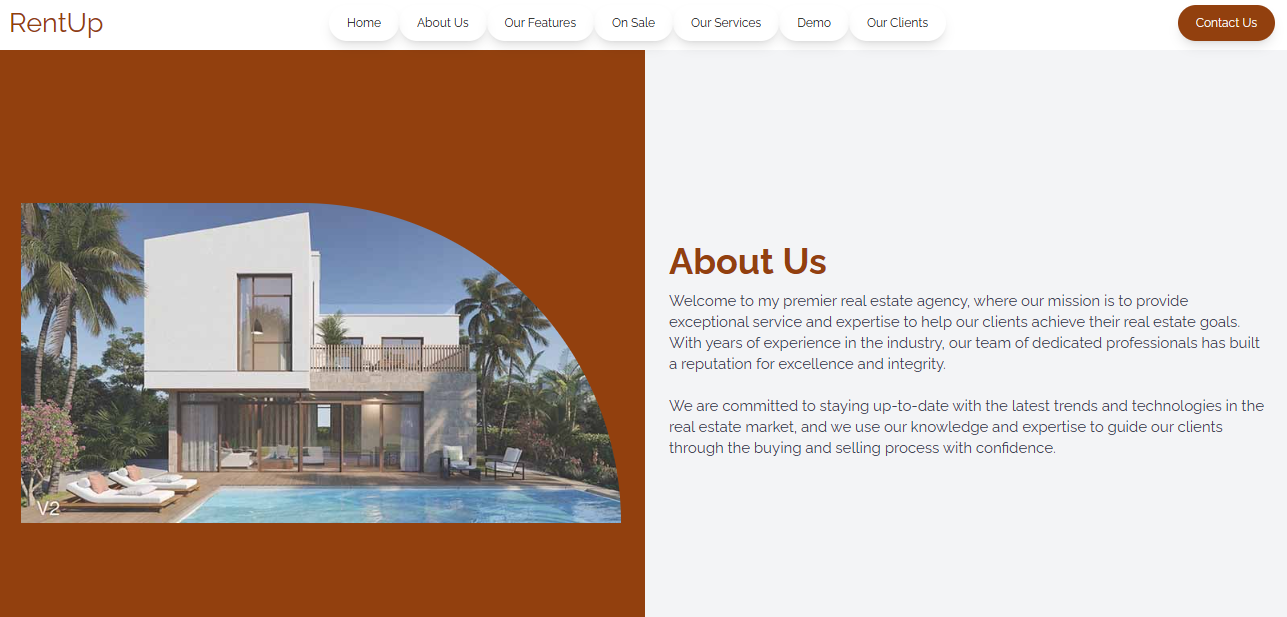 RentUp
Home
About Us
Our Features
On Sale
Our Services
Demo
Our Clients
Contact Us
About Us
Welcome to my premier real estate agency, where our mission is to provide
exceptional service and expertise to help our clients achieve their real estate goals.
With years of experience in the industry, our team of dedicated professionals has built
a reputation for excellence and integrity.
We are committed to staying up-to-date with the latest trends and technologies in the
real estate market, and we use our knowledge and expertise to guide our clients
through the buying and selling process with confidence.
V2